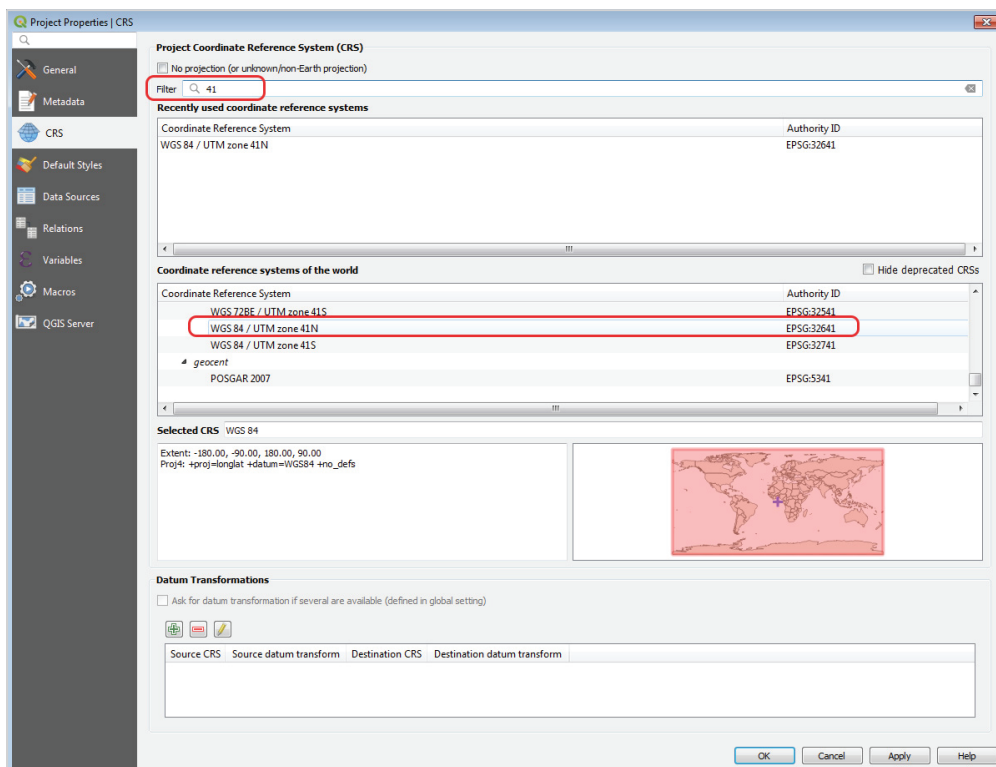 Project Properties | CRS
General
Metadata
CRS
Default Styles
Data Sources
Relations
Variables
Macros
QGIS Server
Project Coordinate Reference System (CRS)
No projection (or unknown/non-Earth projection)
Filter 41
Recently used coordinate reference systems
Coordinate Reference System Authority ID
WGS 84 / UTM zone 41N EPSG:32641
Coordinate reference systems of the world Hide deprecated CRSs
Coordinate Reference System Authority ID
WGS 72BE / UTM zone 41S EPSG:32541
WGS 84 / UTM zone 41N EPSG:32641
WGS 84 / UTM zone 41S EPSG:32741
geocent
POSGAR 2007 EPSG:5341
Selected CRS WGS 84
Extent: -180.00, -90.00, 180.00, 90.00
Proj4: +proj=longlat +datum=WGS84 +no_defs
Datum Transformations
Ask for datum transformation if several are available (defined in global setting)
Source CRS Source datum transform Destination CRS Destination datum transform
OK Cancel Apply Help